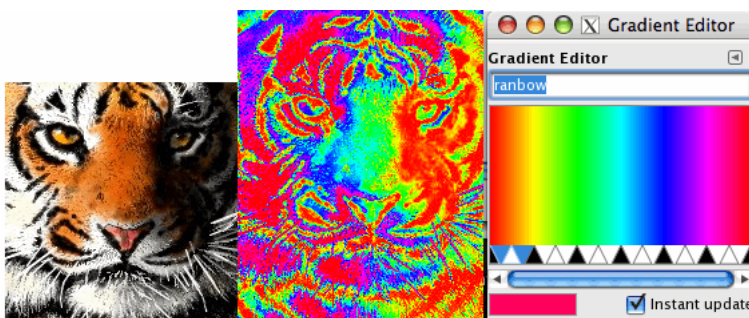 X Gradient Editor
Gradient Editor
ranbow
Instant update